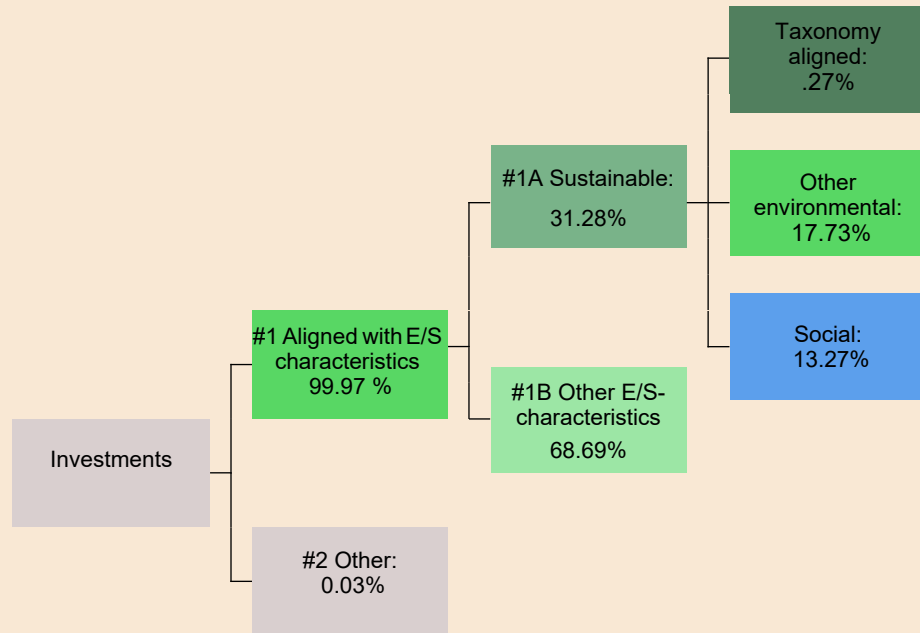 Taxonomy
aligned:
.27%
#1A Sustainable:
31.28%
Other
environmental:
17.73%
#1 Aligned with E/S
characteristics
99.97 %
Social:
13.27%
#1B Other E/S-
characteristics
68.69%
Investments
#2 Other:
0.03%